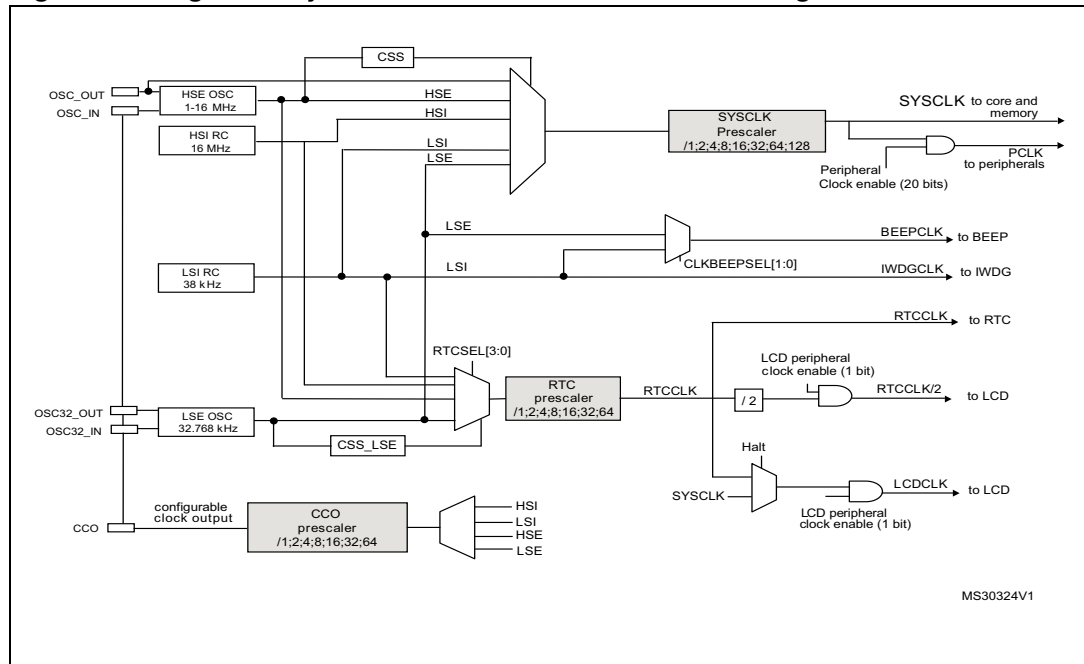 CSS
OSC_OUT
OSC_IN
HSE OSC
1-16 MHz
HSE
HSI RC
16 MHz
HSI
LSI
LSE
SYSCLK
Prescaler
/1;2;4;8;16;32;64;128
SYSCLK to core and
memory
PCLK
to peripherals
Peripheral
Clock enable (20 bits)
LSE
BEEPCLK to BEEP
CLKBEEPSEL[1:0]
LSI RC
38 kHz
LSI
IWDGCLK to IWDG
RTCCLK to RTC
RTCSEL[3:0]
LCD peripheral
clock enable (1 bit)
RTC
prescaler
/1;2;4;8;16;32;64
RTCCLK
/ 2
RTCCLK/2 to LCD
OSC32_OUT
OSC32_IN
LSE OSC
32.768 kHz
CSS_LSE
Halt
SYSCLK
LCDCLK to LCD
LCD peripheral
clock enable (1 bit)
CCO
configurable
clock output
CCO
prescaler
/1;2;4;8;16;32;64
HSI
LSI
HSE
LSE
MS30324V1